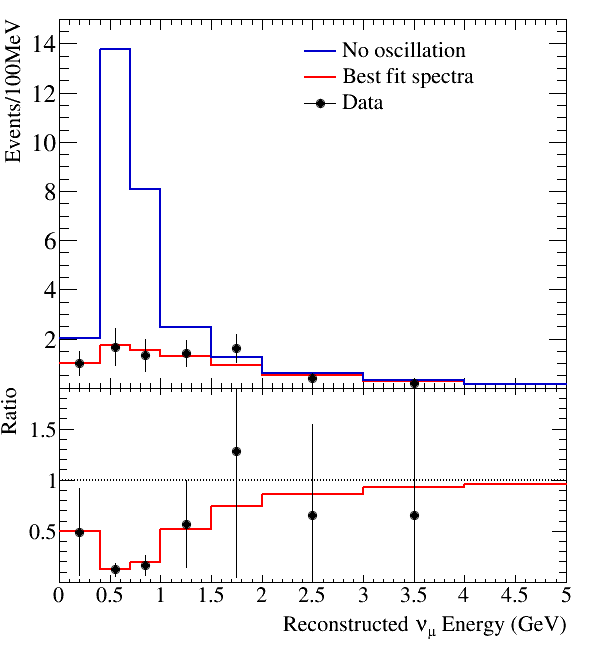 Events/100MeV
14
12
10
8
6
4
2
No oscillation
Best fit spectra
Data
Ratio
1.5
1
0.5
0 0.5 1 1.5 2 2.5 3 3.5 4 4.5 5
Reconstructed νμ Energy (GeV)